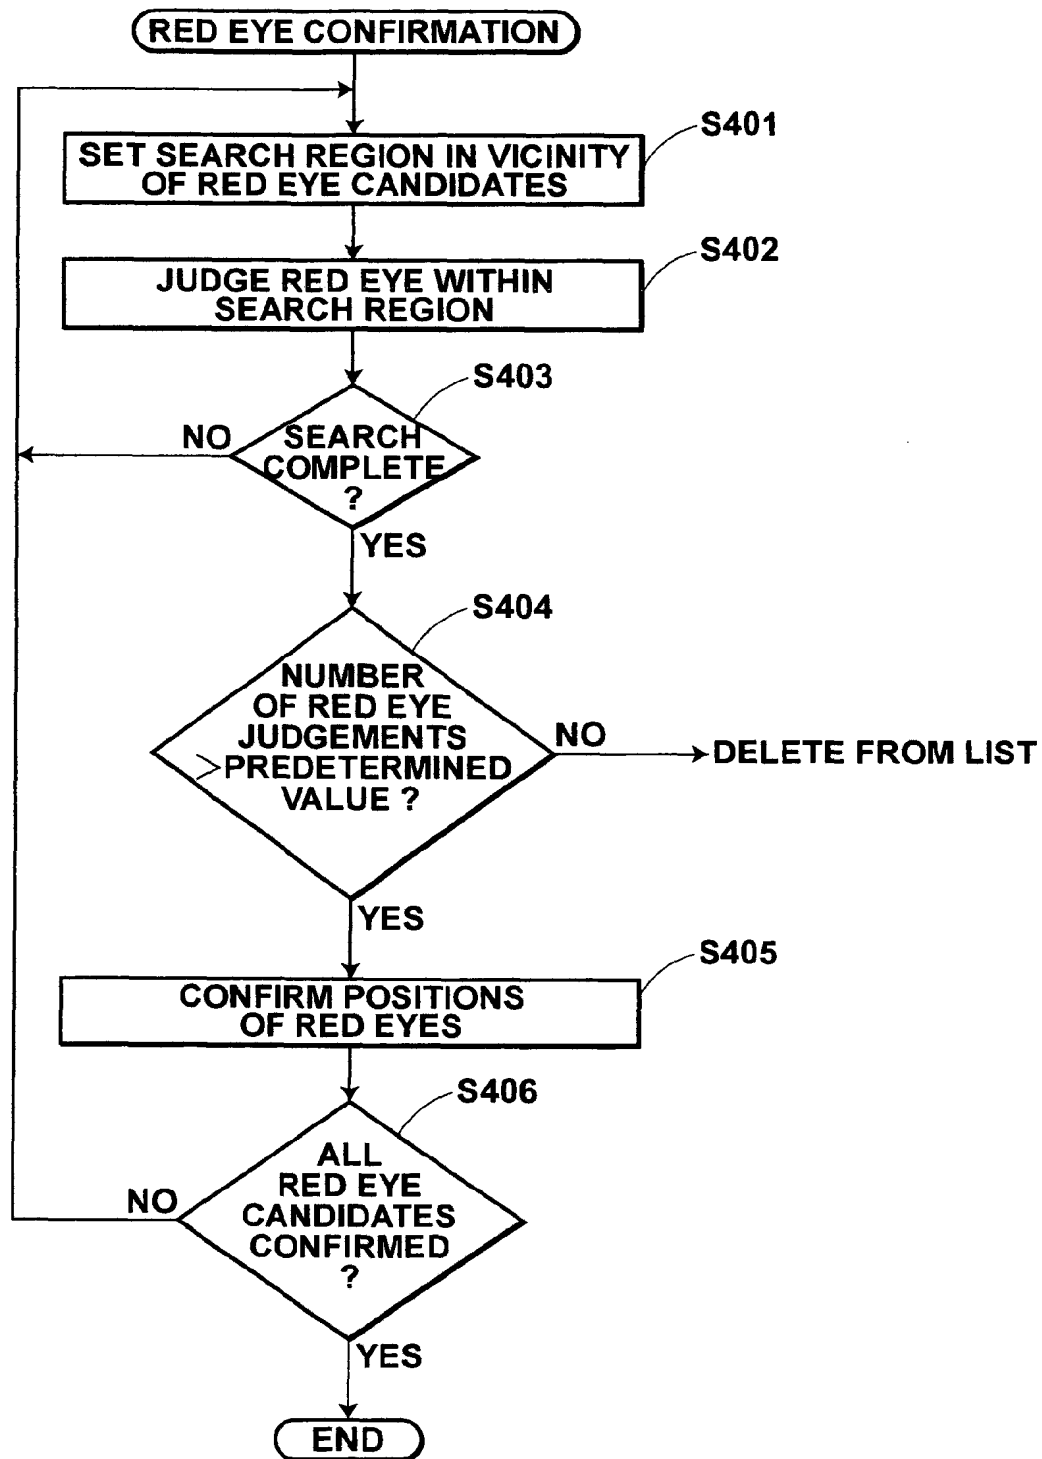 RED EYE CONFIRMATION
S401
SET SEARCH REGION IN VICINITY
OF RED EYE CANDIDATES
S402
JUDGE RED EYE WITHIN
SEARCH REGION
S403
NO
SEARCH
COMPLETE
?
YES
S404
NUMBER
OF RED EYE
JUDGEMENTS
NO
> PREDETERMINED
DELETE FROM LIST
VALUE ?
YES
S405
CONFIRM POSITIONS
OF RED EYES
S406
ALL
RED EYE
NO
CANDIDATES
CONFIRMED
?
YES
END